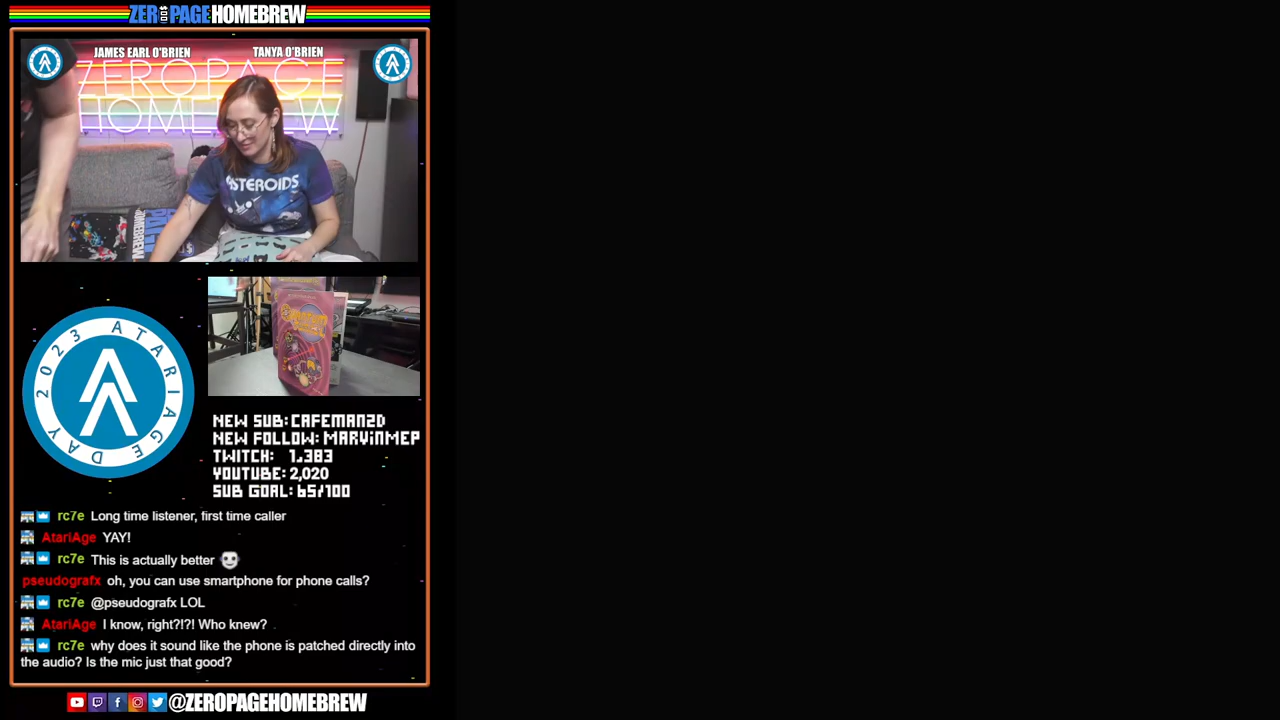 ZEROPAGE HOMEBREW
JAMES EARL O'BRIEN
TANYA O'BRIEN
ZEROPAGE
HOMEBREW
ASTEROIDS
2023 ATARIAGE DAY
NEW SUB: CAFEMAN2D
NEW FOLLOW: MARVINMEP
TWITCH: 1,383
YOUTUBE: 2,020
SUB GOAL: 65/100
rc7e Long time listener, first time caller
AtariAge YAY!
rc7e This is actually better
pseudografx oh, you can use smartphone for phone calls?
rc7e @pseudografx LOL
AtariAge I know, right?!?! Who knew?
rc7e why does it sound like the phone is patched directly into
the audio? Is the mic just that good?
@ZEROPAGEHOMEBREW